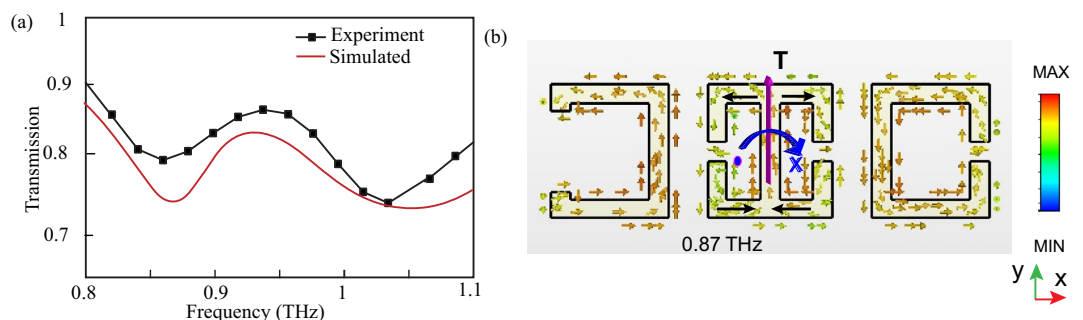 (a)
1
0.9
0.8
0.7
Transmission
Experiment
Simulated
0.8
0.9
1
1.1
Frequency (THz)
(b)
T
X
0.87 THz
MAX
MIN
y
x